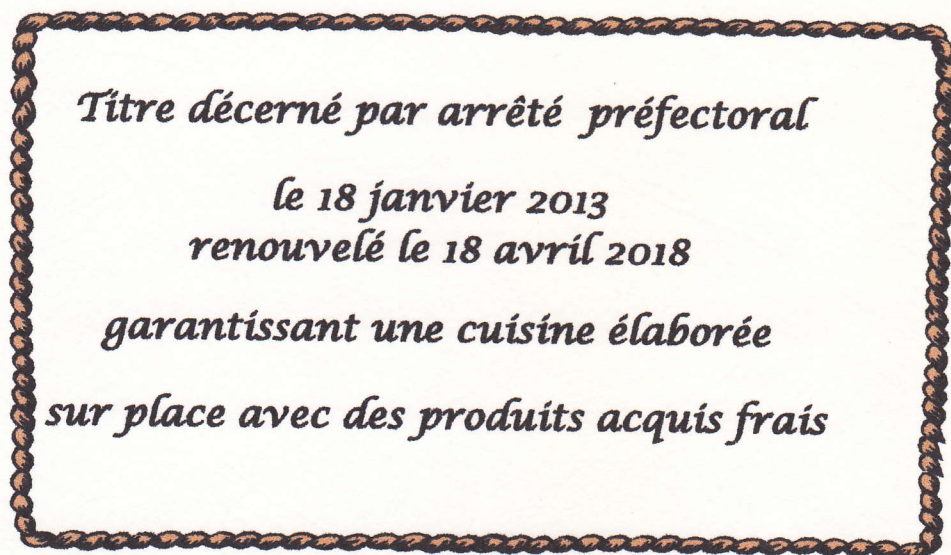 Titre décerné par arrêté préfectoral
le 18 janvier 2013
renouvelé le 18 avril 2018
garantissant une cuisine élaborée
sur place avec des produits acquis frais